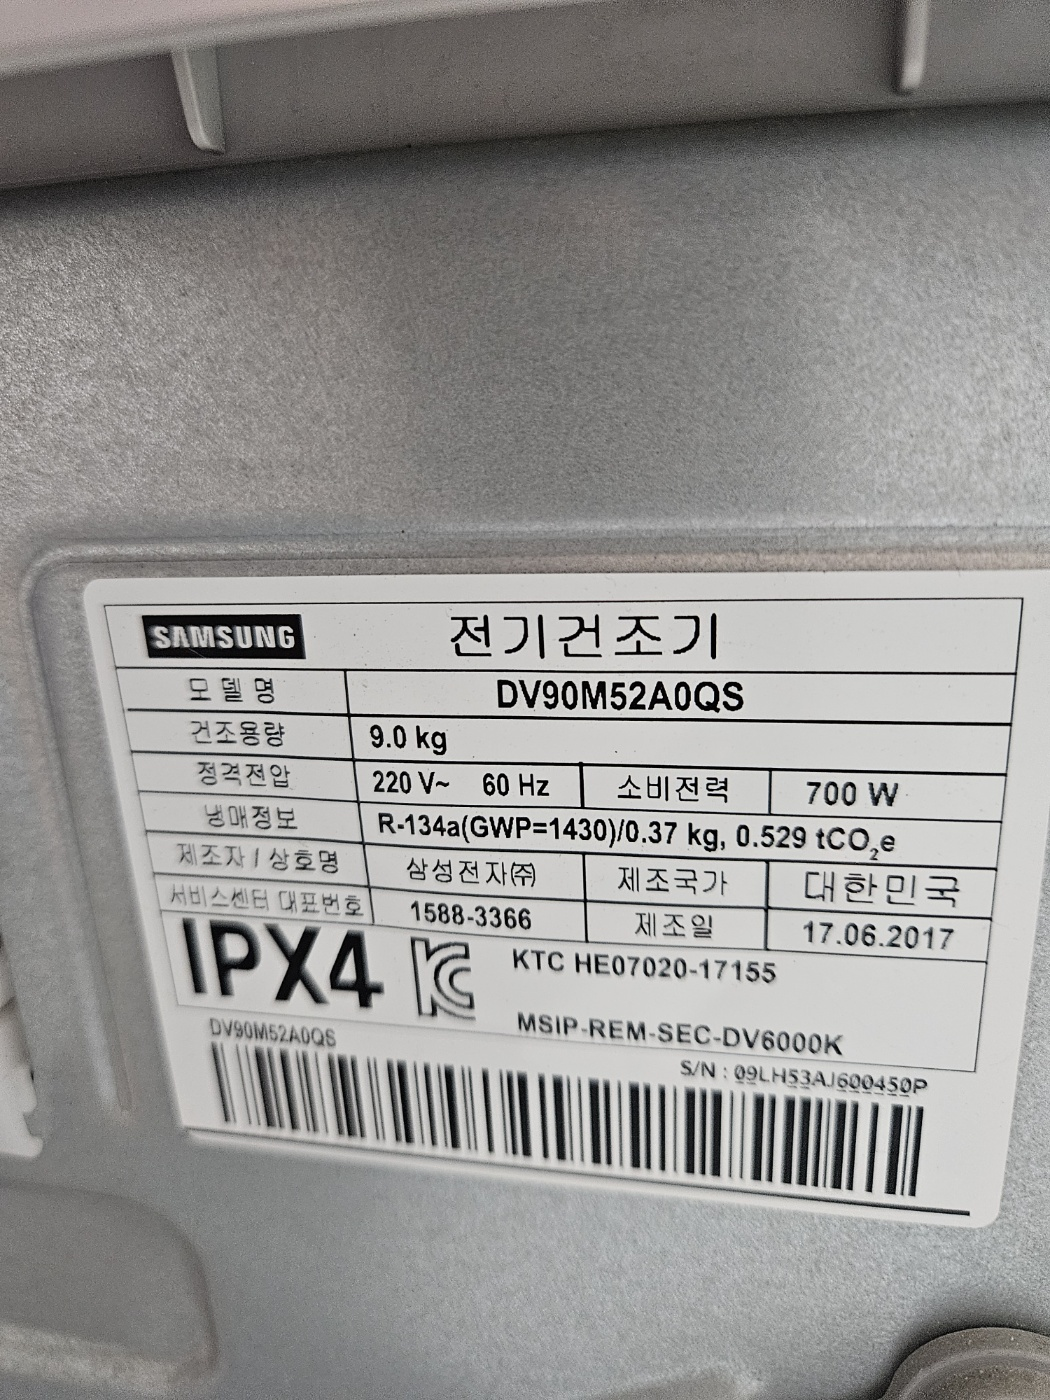 SAMSUNG 전기건조기
모델명 DV90M52A0QS
건조용량 9.0 kg
정격전압 220 V~ 60 Hz 소비전력 700 W
냉매정보 R-134a(GWP=1430)/0.37 kg, 0.529 tCO₂e
제조자 / 상호명 삼성전자㈜ 제조국가 대한민국
서비스센터 대표번호 1588-3366 제조일 17.06.2017
IPX4 KTC HE07020-17155
MSIP-REM-SEC-DV6000K
DV90M52A0QS S/N : 09LH53AJ600450P